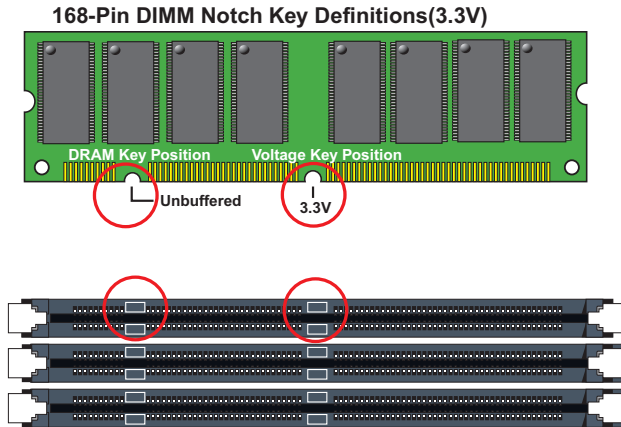 168-Pin DIMM Notch Key Definitions(3.3V)
DRAM Key Position Voltage Key Position
Unbuffered
3.3V